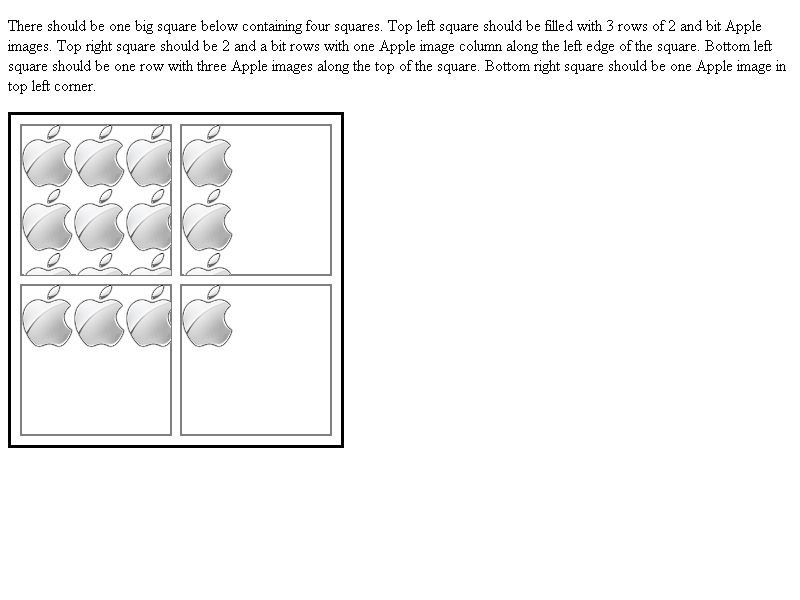 There should be one big square below containing four squares. Top left square should be filled with 3 rows of 2 and bit Apple
images. Top right square should be 2 and a bit rows with one Apple image column along the left edge of the square. Bottom left
square should be one row with three Apple images along the top of the square. Bottom right square should be one Apple image in
top left corner.